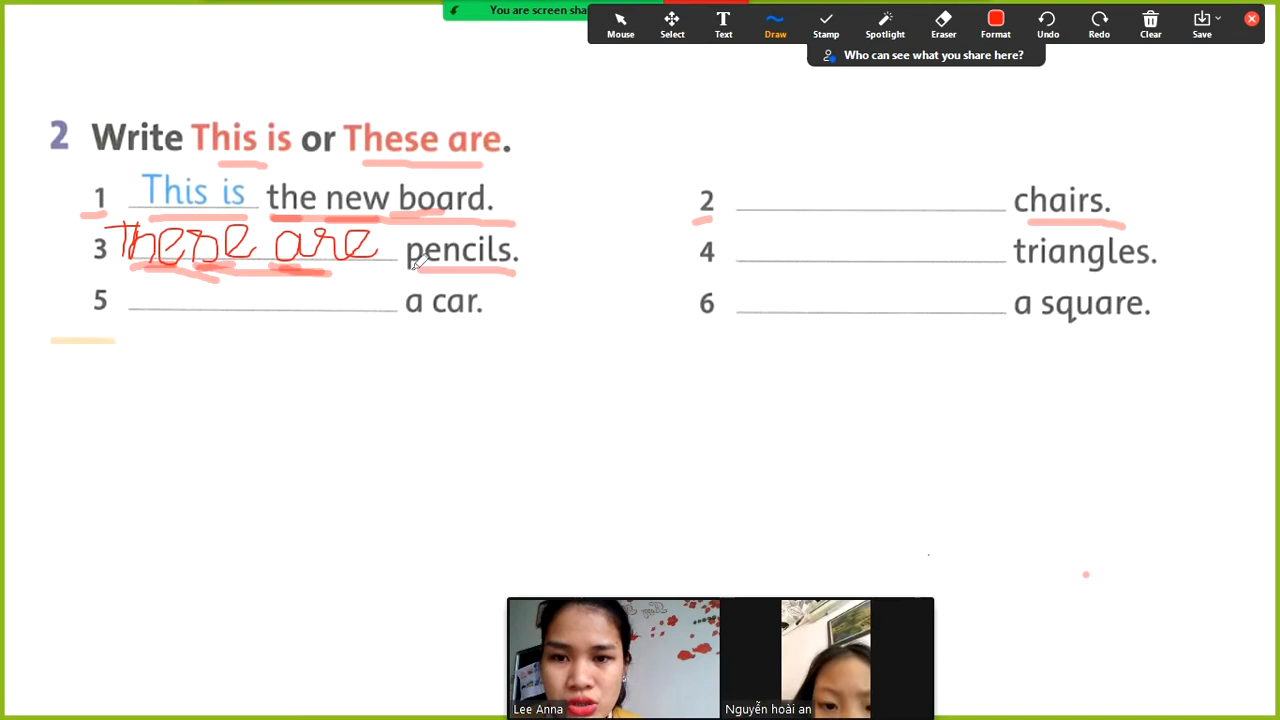 You are screen sha
Mouse Select Text Draw Stamp Spotlight Eraser Format Undo Redo Clear Save
Who can see what you share here?
2 Write This is or These are.
1 This is the new board.
2 chairs.
3 These are pencils.
4 triangles.
5 a car.
6 a square.
Lee Anna
Nguyễn hoài an